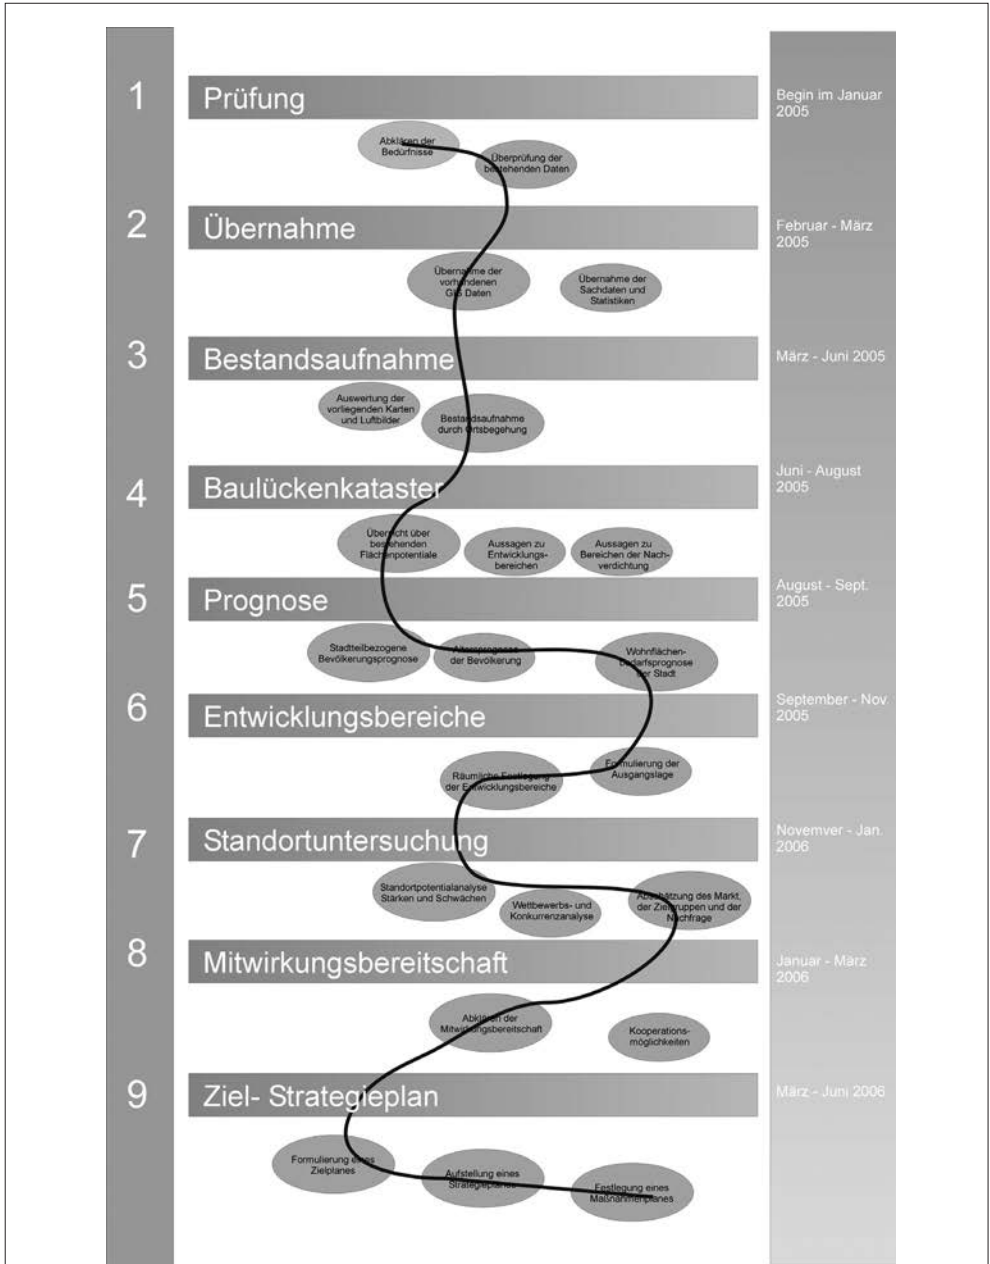 1
Prüfung
Begin im Januar
2005
Abklären der
Bedürfnisse
Überprüfung der
bestehenden Daten
2
Übernahme
Februar - März
2005
Übernahme der
vorhandenen
GIS Daten
Übernahme der
Sachdaten und
Statistiken
3
Bestandsaufnahme
März - Juni 2005
Auswertung der
vorliegenden Karten
und Luftbilder
Bestandsaufnahme
durch Ortsbegehung
4
Baulückenkataster
Juni - August
2005
Übersicht über
bestehenden
Flächenpotentiale
Aussagen zu
Entwicklungs-
bereichen
Aussagen zu
Bereichen der Nach-
verdichtung
5
Prognose
August - Sept.
2005
Stadtteilbezogene
Bevölkerungsprognose
Altersprognose
der Bevölkerung
Wohnflächen-
bedarfsprognose
der Stadt
6
Entwicklungsbereiche
September - Nov.
2005
Räumliche Festlegung
der Entwicklungsbereiche
Formulierung der
Ausgangslage
7
Standortuntersuchung
Novemver - Jan.
2006
Standortpotentialanalyse
Stärken und Schwächen
Wettbewerbs- und
Konkurrenzanalyse
Abschätzung des Markt,
der Zielgruppen und der
Nachfrage
8
Mitwirkungsbereitschaft
Januar - März
2006
Abklären der
Mitwirkungsbereitschaft
Kooperations-
möglichkeiten
9
Ziel- Strategieplan
März - Juni 2006
Formulierung eines
Zielplanes
Aufstellung eines
Strategieplanes
Festlegung eines
Maßnahmenplanes